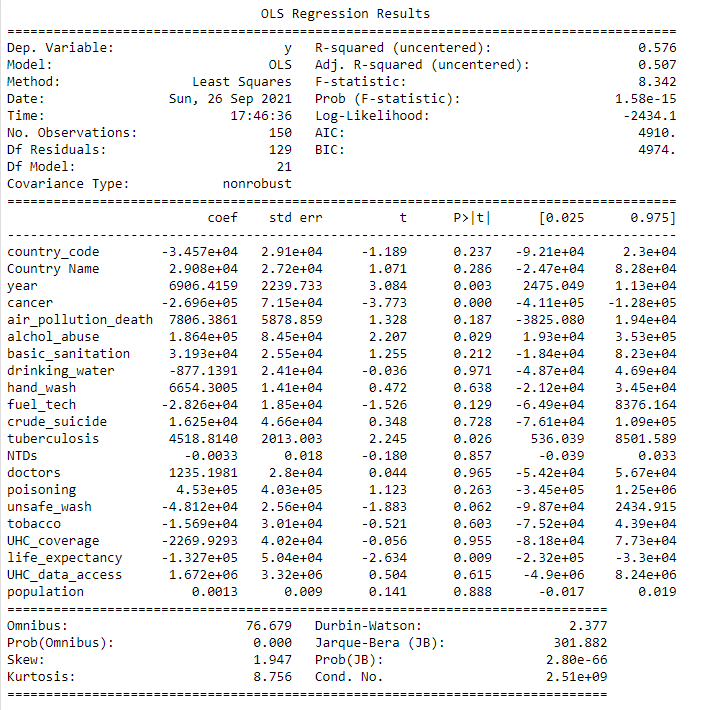 OLS Regression Results
==============================================================================
Dep. Variable: y R-squared (uncentered): 0.576
Model: OLS Adj. R-squared (uncentered): 0.507
Method: Least Squares F-statistic: 8.342
Date: Sun, 26 Sep 2021 Prob (F-statistic): 1.58e-15
Time: 17:46:36 Log-Likelihood: -2434.1
No. Observations: 150 AIC: 4910.
Df Residuals: 129 BIC: 4974.
Df Model: 21
Covariance Type: nonrobust
==============================================================================
coef std err t P>|t| [0.025 0.975]
------------------------------------------------------------------------------
country_code -3.457e+04 2.91e+04 -1.189 0.237 -9.21e+04 2.3e+04
Country Name 2.908e+04 2.72e+04 1.071 0.286 -2.47e+04 8.28e+04
year 6906.4159 2239.733 3.084 0.003 2475.049 1.13e+04
cancer -2.696e+05 7.15e+04 -3.773 0.000 -4.11e+05 -1.28e+05
air_pollution_death 7806.3861 5878.859 1.328 0.187 -3825.080 1.94e+04
alchol_abuse 1.864e+05 8.45e+04 2.207 0.029 1.93e+04 3.53e+05
basic_sanitation 3.193e+04 2.55e+04 1.255 0.212 -1.84e+04 8.23e+04
drinking_water -877.1391 2.41e+04 -0.036 0.971 -4.87e+04 4.69e+04
hand_wash 6654.3005 1.41e+04 0.472 0.638 -2.12e+04 3.45e+04
fuel_tech -2.826e+04 1.85e+04 -1.526 0.129 -6.49e+04 8376.164
crude_suicide 1.625e+04 4.66e+04 0.348 0.728 -7.61e+04 1.09e+05
tuberculosis 4518.8140 2013.003 2.245 0.026 536.039 8501.589
NTDs -0.0033 0.018 -0.180 0.857 -0.039 0.033
doctors 1235.1981 2.8e+04 0.044 0.965 -5.42e+04 5.67e+04
poisoning 4.53e+05 4.03e+05 1.123 0.263 -3.45e+05 1.25e+06
unsafe_wash -4.812e+04 2.56e+04 -1.883 0.062 -9.87e+04 2434.915
tobacco -1.569e+04 3.01e+04 -0.521 0.603 -7.52e+04 4.39e+04
UHC_coverage -2269.9293 4.02e+04 -0.056 0.955 -8.18e+04 7.73e+04
life_expectancy -1.327e+05 5.04e+04 -2.634 0.009 -2.32e+05 -3.3e+04
UHC_data_access 1.672e+06 3.32e+06 0.504 0.615 -4.9e+06 8.24e+06
population 0.0013 0.009 0.141 0.888 -0.017 0.019
==============================================================================
Omnibus: 76.679 Durbin-Watson: 2.377
Prob(Omnibus): 0.000 Jarque-Bera (JB): 301.882
Skew: 1.947 Prob(JB): 2.80e-66
Kurtosis: 8.756 Cond. No. 2.51e+09
==============================================================================